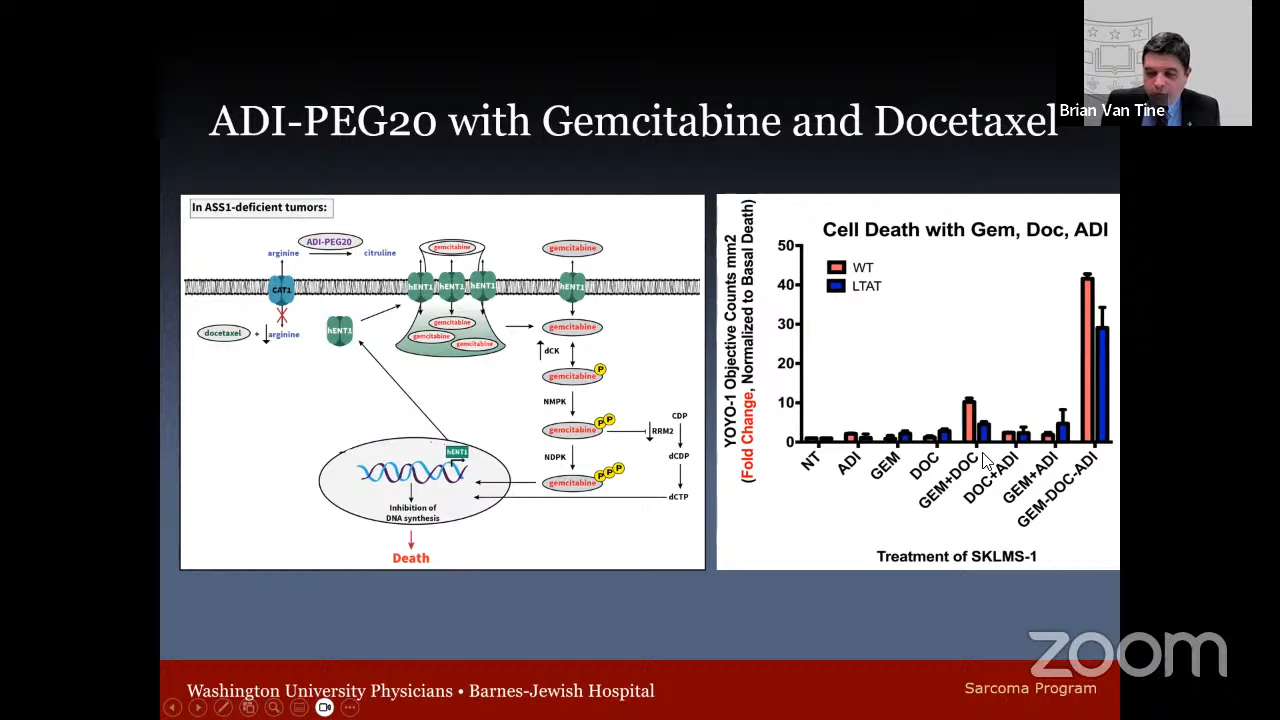 Brian Van Tine
ADI-PEG20 with Gemcitabine and Docetaxel
In ASS1-deficient tumors:
ADI-PEG20
arginine
citrulline
CAT1
docetaxel
+
arginine
hENT1
gemcitabine
hENT1
hENT1
hENT1
gemcitabine
gemcitabine
gemcitabine
gemcitabine
hENT1
gemcitabine
dCK
gemcitabine P
NMPK
gemcitabine P P
RRM2
CDP
dCDP
dCTP
NDPK
gemcitabine P P P
hENT1
Inhibition of
DNA synthesis
Death
Cell Death with Gem, Doc, ADI
YOYO-1 Objective Counts mm2
(Fold Change, Normalized to Basal Death)
50
40
30
20
10
0
WT
LTAT
NT
ADI
GEM
DOC
GEM+DOC
DOC+ADI
GEM+ADI
GEM-DOC-ADI
Treatment of SKLMS-1
zoom
Washington University Physicians • Barnes-Jewish Hospital
Sarcoma Program